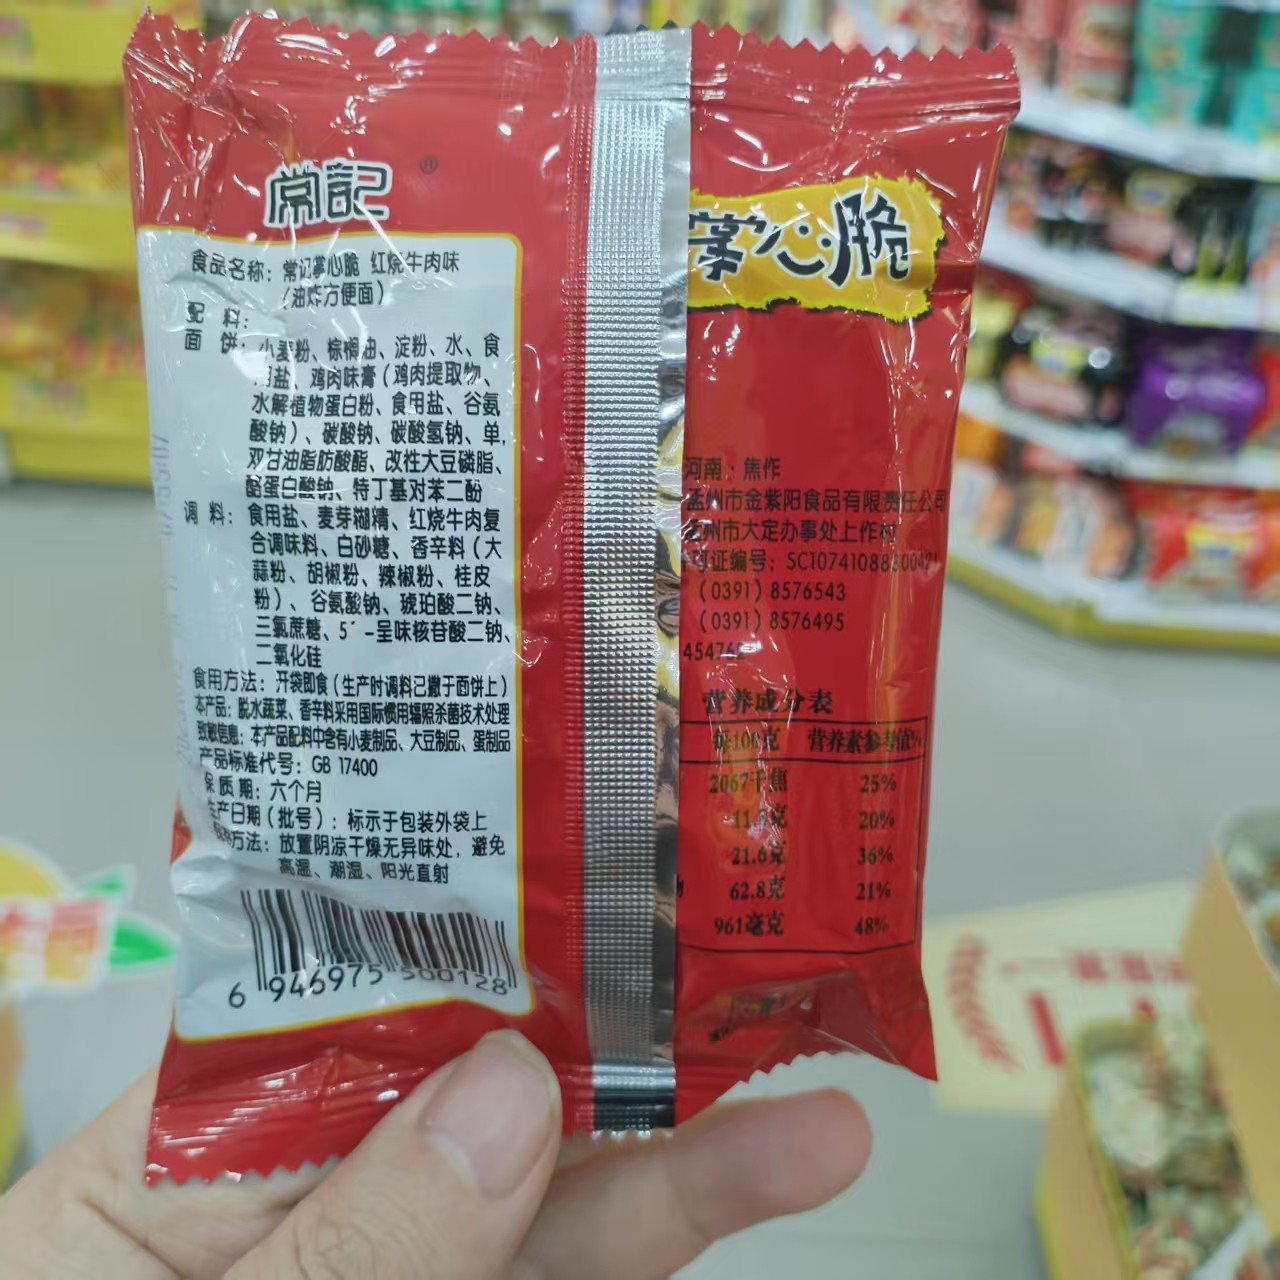 常記®
食品名称：常记掌心脆 红烧牛肉味
（油炸方便面）
配 料：
面 饼：小麦粉、棕榈油、淀粉、水、食
用盐、鸡肉味膏（鸡肉提取物、
水解植物蛋白粉、食用盐、谷氨
酸钠）、碳酸钠、碳酸氢钠、单，
双甘油脂肪酸酯、改性大豆磷脂、
酪蛋白酸钠、特丁基对苯二酚
调 料：食用盐、麦芽糊精、红烧牛肉复
合调味料、白砂糖、香辛料（大
蒜粉、胡椒粉、辣椒粉、桂皮
粉）、谷氨酸钠、琥珀酸二钠、
三氯蔗糖、5′-呈味核苷酸二钠、
二氧化硅
食用方法：开袋即食（生产时调料已撒于面饼上）
本产品：脱水蔬菜、香辛料采用国际惯用辐照杀菌技术处理
致敏信息：本产品配料中含有小麦制品、大豆制品、蛋制品
产品标准代号：GB 17400
保质期：六个月
生产日期（批号）：标示于包装外袋上
方法：放置阴凉干燥无异味处，避免
高温、潮湿、阳光直射
6 946975 500128
掌心脆
河南·焦作
孟州市金紫阳食品有限责任公司
孟州市大定办事处上作村
可证编号：SC10741088300421
（0391）8576543
（0391）8576495
454762
营养成分表
每100克 营养素参考值%
2067千焦 25%
克 20%
21.6克 36%
物 62.8克 21%
961毫克 48%